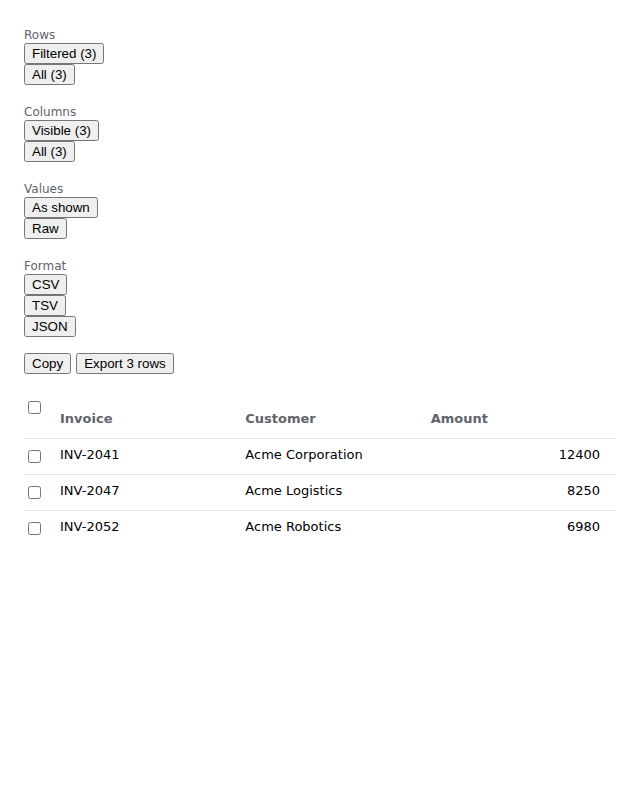 Rows
Filtered (3)
All (3)
Columns
Visible (3)
All (3)
Values
As shown
Raw
Format
CSV
TSV
JSON
Copy Export 3 rows
Invoice Customer Amount
INV-2041 Acme Corporation 12400
INV-2047 Acme Logistics 8250
INV-2052 Acme Robotics 6980